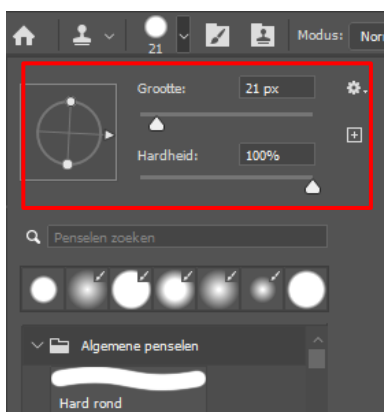 21
Modus: Nor
Grootte: 21 px
Hardheid: 100%
Penselen zoeken
Algemene penselen
Hard rond